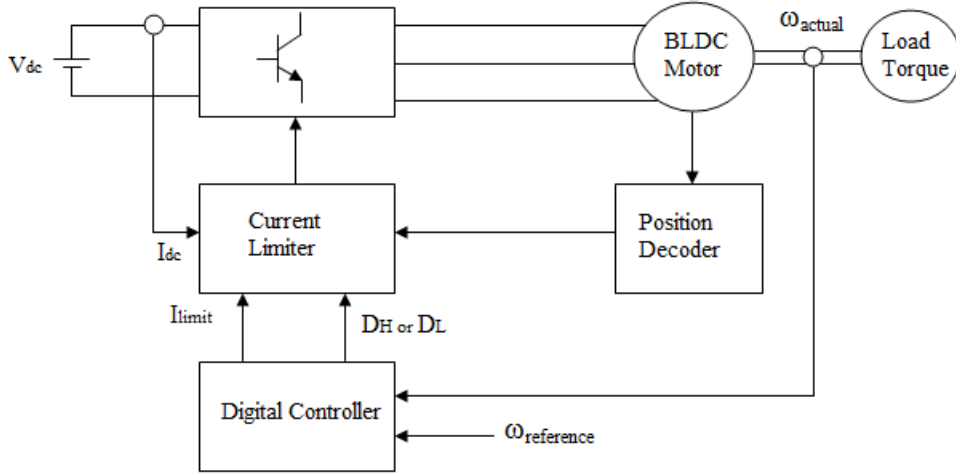 ωactual
BLDC
Motor
Load
Torque
Vdc
Current
Limiter
Position
Decoder
Idc
Ilimit
DH or DL
Digital Controller
ωreference